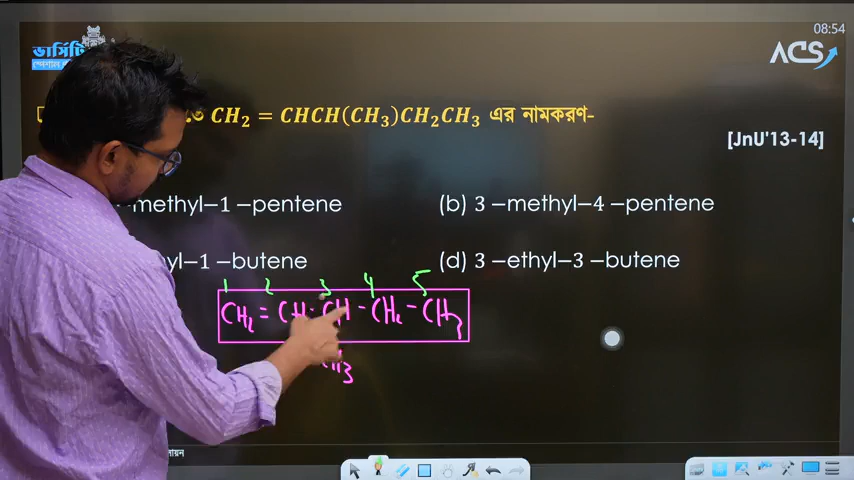 08:54
ভার্সিটি
ACS
CH₂ = CHCH(CH₃)CH₂CH₃ এর নামকরণ-
[JnU'13-14]
methyl−1 −pentene
(b) 3 −methyl−4 −pentene
yl−1 −butene
(d) 3 −ethyl−3 −butene
1 2 3 4 5
CH₂ = CH - CH - CH₂ - CH₃
CH₃